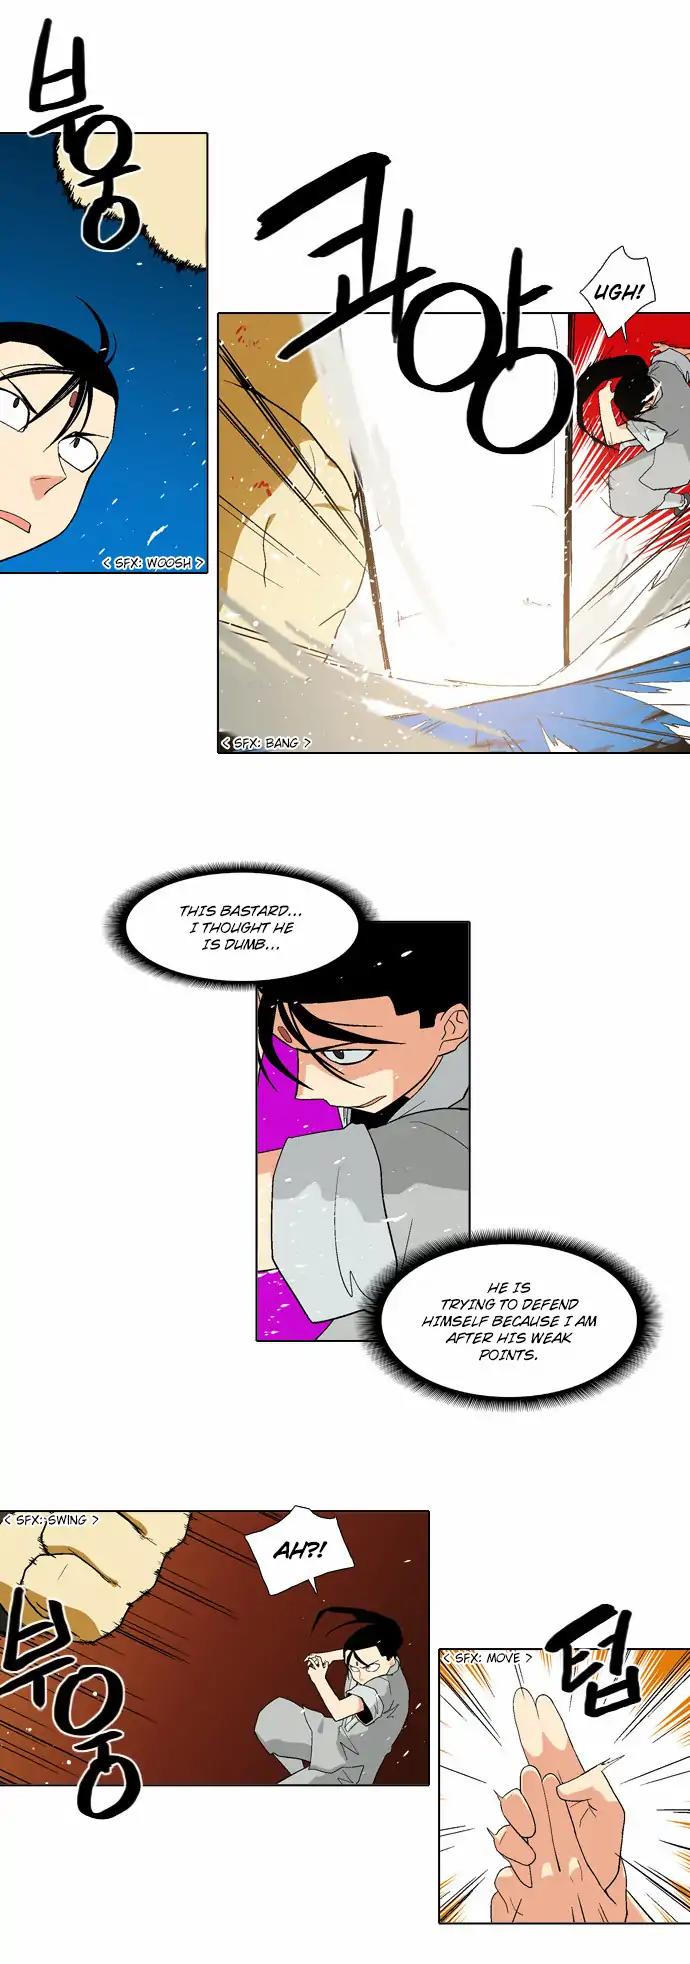 부웅
콰앙
UGH!
< SFX: WOOSH >
< SFX: BANG >
THIS BASTARD...
I THOUGHT HE
IS DUMB...
HE IS
TRYING TO DEFEND
HIMSELF BECAUSE I AM
AFTER HIS WEAK
POINTS.
< SFX: SWING >
AH?!
부웅
< SFX: MOVE >
텁